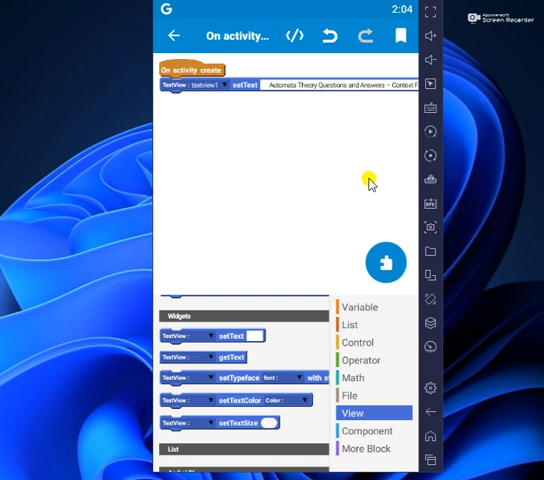 G 2:04
Apowersoft
Screen Recorder
On activity...
On activity create
TextView : textview1 setText Automata Theory Questions and Answers – Context F
Widgets
TextView : setText
TextView : getText
TextView : setTypeface font : with st
TextView : setTextColor Color :
TextView : setTextSize
List
Variable
List
Control
Operator
Math
File
View
Component
More Block